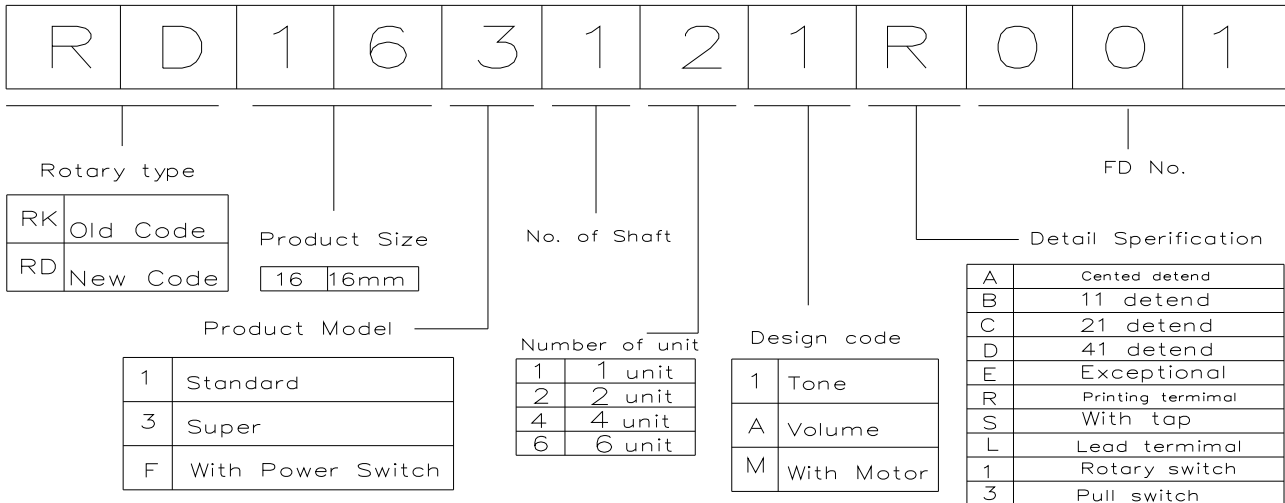 R D 1 6 3 1 2 1 R 0 0 1
Rotary type
RK Old Code
RD New Code
Product Size
16 16mm
Product Model
1 Standard
3 Super
F With Power Switch
No. of Shaft
Number of unit
1 1 unit
2 2 unit
4 4 unit
6 6 unit
Design code
1 Tone
A Volume
M With Motor
FD No.
Detail Sperification
A Cented detend
B 11 detend
C 21 detend
D 41 detend
E Exceptional
R Printing termimal
S With tap
L Lead termimal
1 Rotary switch
3 Pull switch